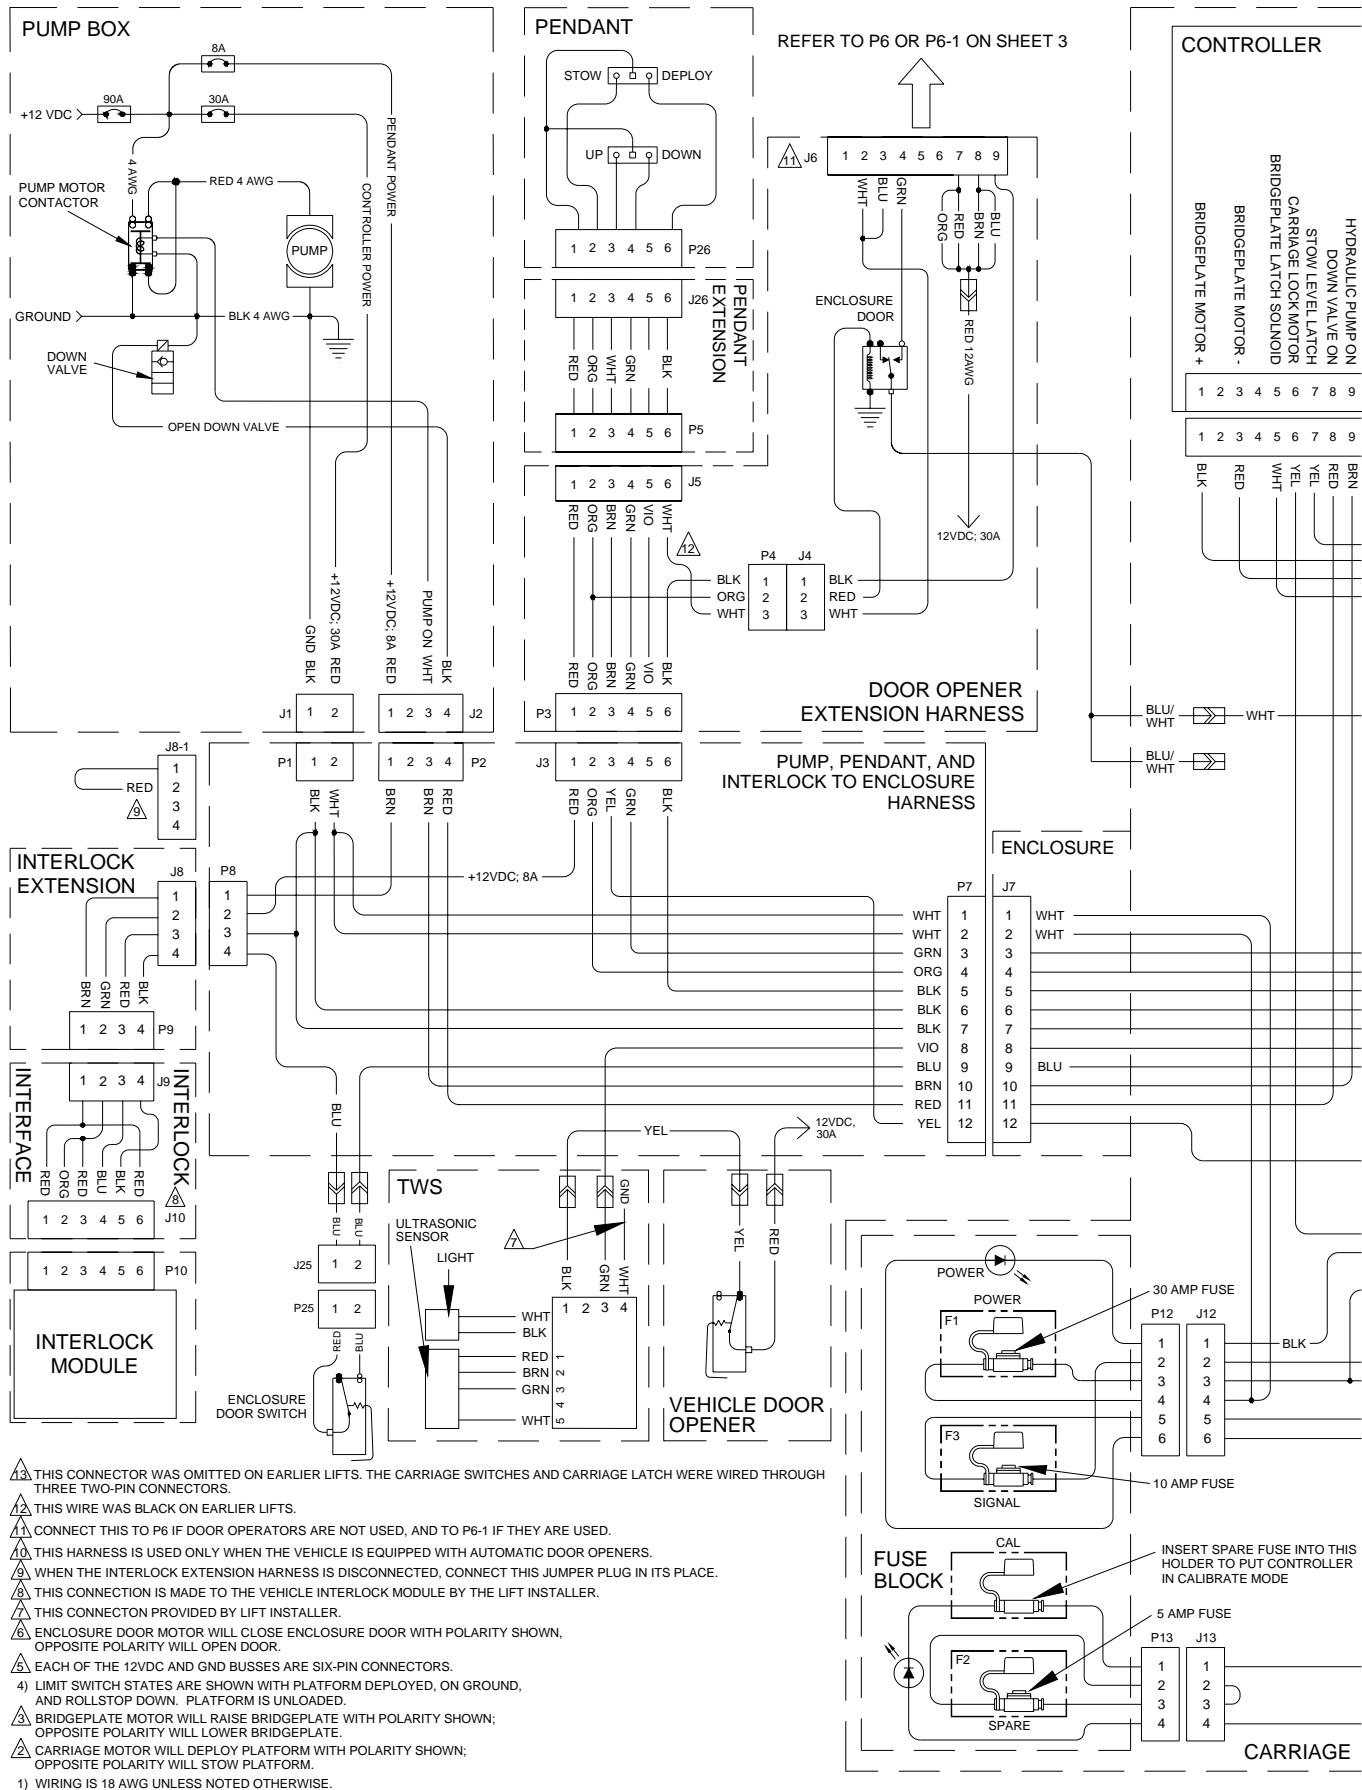 PUMP BOX
8A
90A
30A
+12 VDC
4 AWG
RED 4 AWG
PENDANT POWER
CONTROLLER POWER
PUMP MOTOR
CONTACTOR
PUMP
GROUND
BLK 4 AWG
DOWN
VALVE
OPEN DOWN VALVE
GND BLK
+12VDC; 30A RED
+12VDC; 8A RED
PUMP ON WHT
BLK
J1 1 2
1 2 3 4 J2
PENDANT
STOW
DEPLOY
UP
DOWN
1 2 3 4 5 6 P26
1 2 3 4 5 6 J26
PENDANT
EXTENSION
RED ORG WHT GRN BLK
1 2 3 4 5 6 P5
1 2 3 4 5 6 J5
RED ORG BRN GRN VIO WHT
12
RED ORG BRN GRN VIO BLK
P3 1 2 3 4 5 6
REFER TO P6 OR P6-1 ON SHEET 3
11 J6 1 2 3 4 5 6 7 8 9
WHT BLU GRN
ORG RED BRN BLU
ENCLOSURE
DOOR
RED 12AWG
12VDC; 30A
P4 J4
BLK 1 1 BLK
ORG 2 2 RED
WHT 3 3 WHT
DOOR OPENER
EXTENSION HARNESS
CONTROLLER
BRIDGEPLATE MOTOR +
BRIDGEPLATE MOTOR -
BRIDGEPLATE LATCH SOLNOID
CARRIAGE LOCK MOTOR
STOW LEVEL LATCH
DOWN VALVE ON
HYDRAULIC PUMP ON
1 2 3 4 5 6 7 8 9
1 2 3 4 5 6 7 8 9
BLK RED WHT YEL YEL RED BRN
BLU/
WHT
WHT
BLU/
WHT
J8-1
1
2
3
4
RED
9
P1 1 2
1 2 3 4 P2
J3 1 2 3 4 5 6
PUMP, PENDANT, AND
INTERLOCK TO ENCLOSURE
HARNESS
BLK WHT
BRN BRN RED
RED ORG YEL GRN BLK
+12VDC; 8A
INTERLOCK
EXTENSION
J8 P8
1 1
2 2
3 3
4 4
BRN GRN RED BLK
1 2 3 4 P9
ENCLOSURE
P7 J7
WHT 1 1 WHT
WHT 2 2 WHT
GRN 3 3
ORG 4 4
BLK 5 5
BLK 6 6
BLK 7 7
VIO 8 8
BLU 9 9 BLU
BRN 10 10
RED 11 11
YEL 12 12
INTERFACE
INTERLOCK
1 2 3 4 J9
RED ORG RED BLU BLK RED
8
1 2 3 4 5 6 J10
1 2 3 4 5 6 P10
INTERLOCK
MODULE
BLU
BLU BLU
J25 1 2
P25 1 2
RED BLU
ENCLOSURE
DOOR SWITCH
TWS
ULTRASONIC
SENSOR
LIGHT
7
YEL
GND
BLK GRN WHT
1 2 3 4
WHT
BLK
RED 1
BRN 2
GRN 3
4
WHT 5
12VDC,
30A
YEL RED
VEHICLE DOOR
OPENER
POWER
POWER
F1
30 AMP FUSE
P12 J12
1 1 BLK
2 2
3 3
4 4
5 5
6 6
F3
SIGNAL
10 AMP FUSE
FUSE
BLOCK
CAL
INSERT SPARE FUSE INTO THIS
HOLDER TO PUT CONTROLLER
IN CALIBRATE MODE
5 AMP FUSE
F2
SPARE
P13 J13
1 1
2 2
3 3
4 4
CARRIAGE
13 THIS CONNECTOR WAS OMITTED ON EARLIER LIFTS. THE CARRIAGE SWITCHES AND CARRIAGE LATCH WERE WIRED THROUGH
THREE TWO-PIN CONNECTORS.
12 THIS WIRE WAS BLACK ON EARLIER LIFTS.
11 CONNECT THIS TO P6 IF DOOR OPERATORS ARE NOT USED, AND TO P6-1 IF THEY ARE USED.
10 THIS HARNESS IS USED ONLY WHEN THE VEHICLE IS EQUIPPED WITH AUTOMATIC DOOR OPENERS.
9 WHEN THE INTERLOCK EXTENSION HARNESS IS DISCONNECTED, CONNECT THIS JUMPER PLUG IN ITS PLACE.
8 THIS CONNECTION IS MADE TO THE VEHICLE INTERLOCK MODULE BY THE LIFT INSTALLER.
7 THIS CONNECTON PROVIDED BY LIFT INSTALLER.
6 ENCLOSURE DOOR MOTOR WILL CLOSE ENCLOSURE DOOR WITH POLARITY SHOWN,
OPPOSITE POLARITY WILL OPEN DOOR.
5 EACH OF THE 12VDC AND GND BUSSES ARE SIX-PIN CONNECTORS.
4) LIMIT SWITCH STATES ARE SHOWN WITH PLATFORM DEPLOYED, ON GROUND,
AND ROLLSTOP DOWN. PLATFORM IS UNLOADED.
3 BRIDGEPLATE MOTOR WILL RAISE BRIDGEPLATE WITH POLARITY SHOWN;
OPPOSITE POLARITY WILL LOWER BRIDGEPLATE.
2 CARRIAGE MOTOR WILL DEPLOY PLATFORM WITH POLARITY SHOWN;
OPPOSITE POLARITY WILL STOW PLATFORM.
1) WIRING IS 18 AWG UNLESS NOTED OTHERWISE.